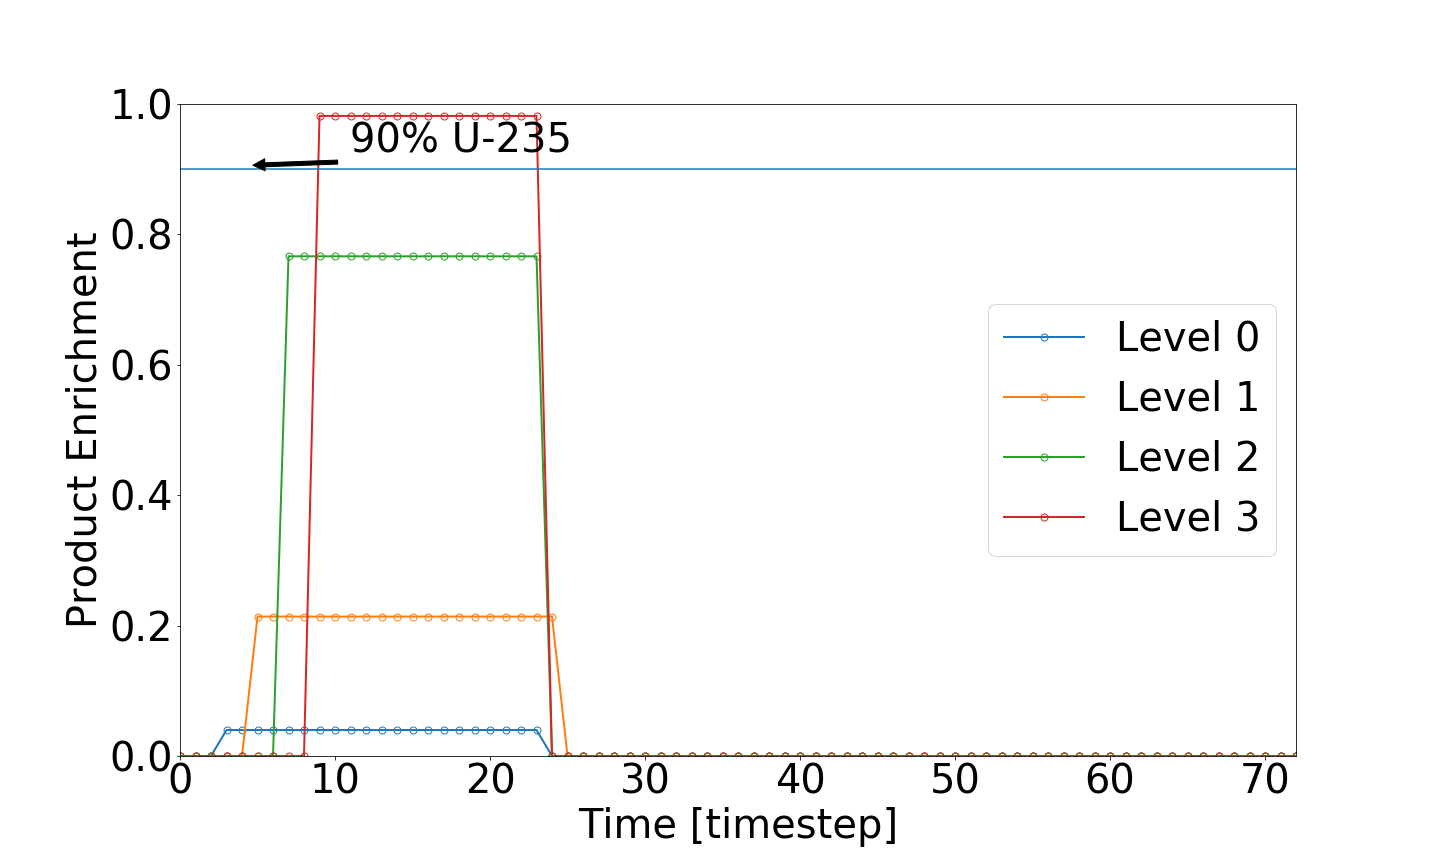 1.0
90% U-235
0.8
0.6
0.4
0.2
0.0
Product Enrichment
Level 0
Level 1
Level 2
Level 3
0 10 20 30 40 50 60 70
Time [timestep]